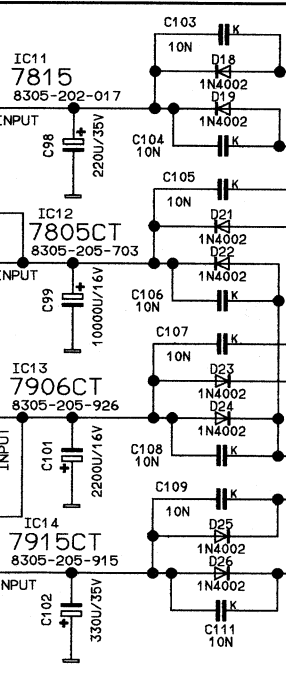 C103
10N
K
IC11
7815
8305-202-017
INPUT
D18
1N4002
D19
1N4002
C98
220U/35V
C104
10N
K
C105
10N
K
IC12
7805CT
8305-205-703
INPUT
D21
1N4002
D22
1N4002
C99
10000U/16V
C106
10N
K
C107
10N
K
IC13
7906CT
8305-205-926
INPUT
D23
1N4002
D24
1N4002
C101
2200U/16V
C108
10N
K
C109
10N
K
IC14
7915CT
8305-205-915
INPUT
D25
1N4002
D26
1N4002
C102
330U/35V
K
C111
10N